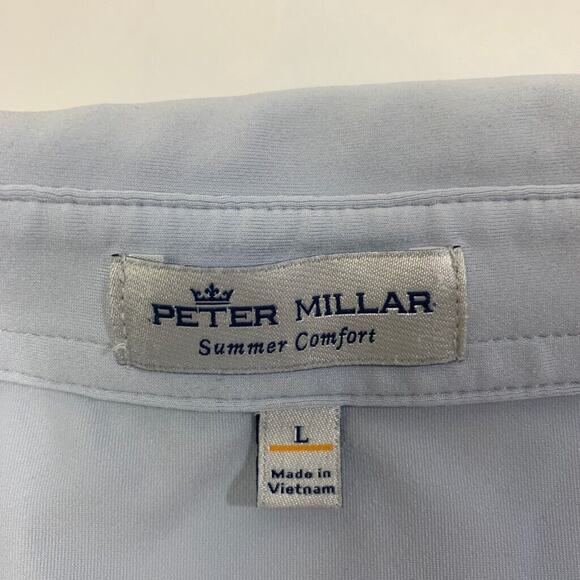 PETER MILLAR
Summer Comfort
L
Made in
Vietnam